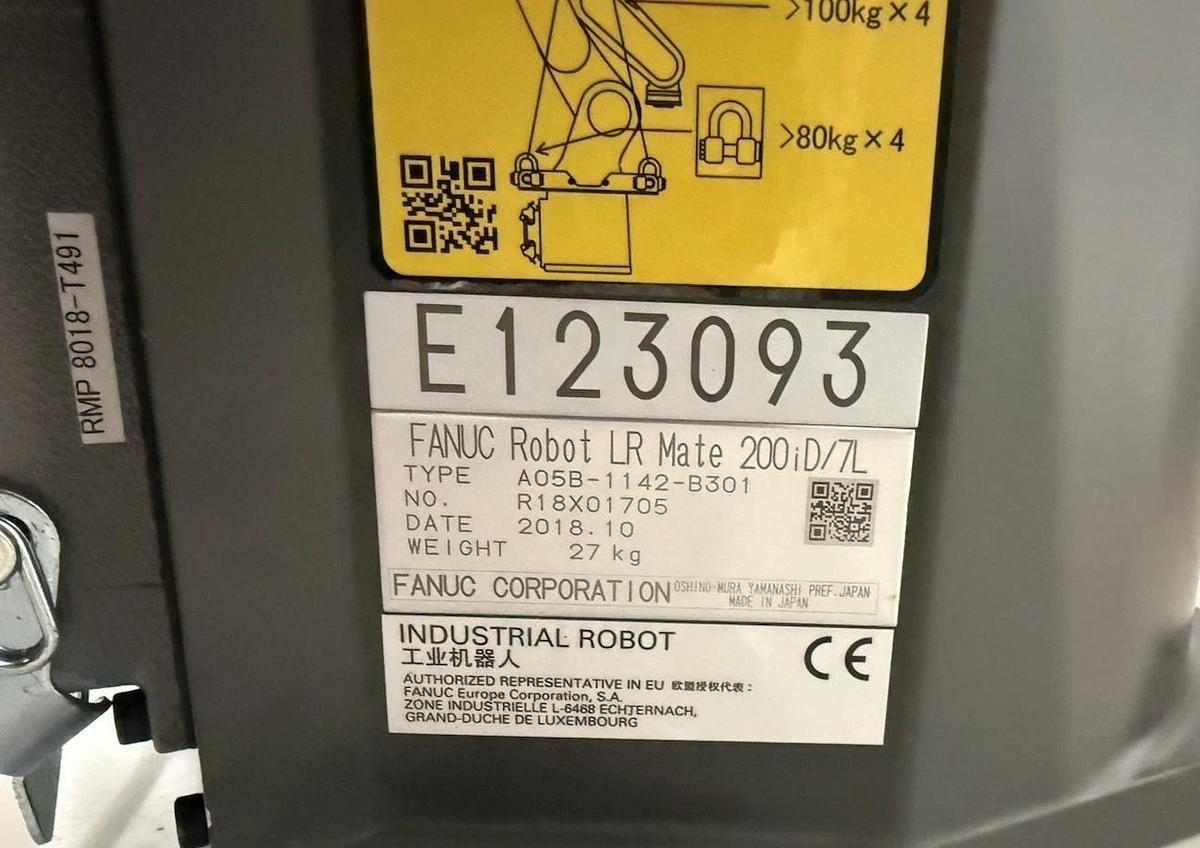 >100kg×4
>80kg×4
RMP 8018-T491
E123093
FANUC Robot LR Mate 200iD/7L
TYPE A05B-1142-B301
NO. R18X01705
DATE 2018.10
WEIGHT 27 kg
FANUC CORPORATION OSHINO-MURA YAMANASHI PREF.JAPAN
MADE IN JAPAN
INDUSTRIAL ROBOT
工业机器人
CE
AUTHORIZED REPRESENTATIVE IN EU 欧盟授权代表：
FANUC Europe Corporation, S.A.
ZONE INDUSTRIELLE L-6468 ECHTERNACH,
GRAND-DUCHE DE LUXEMBOURG